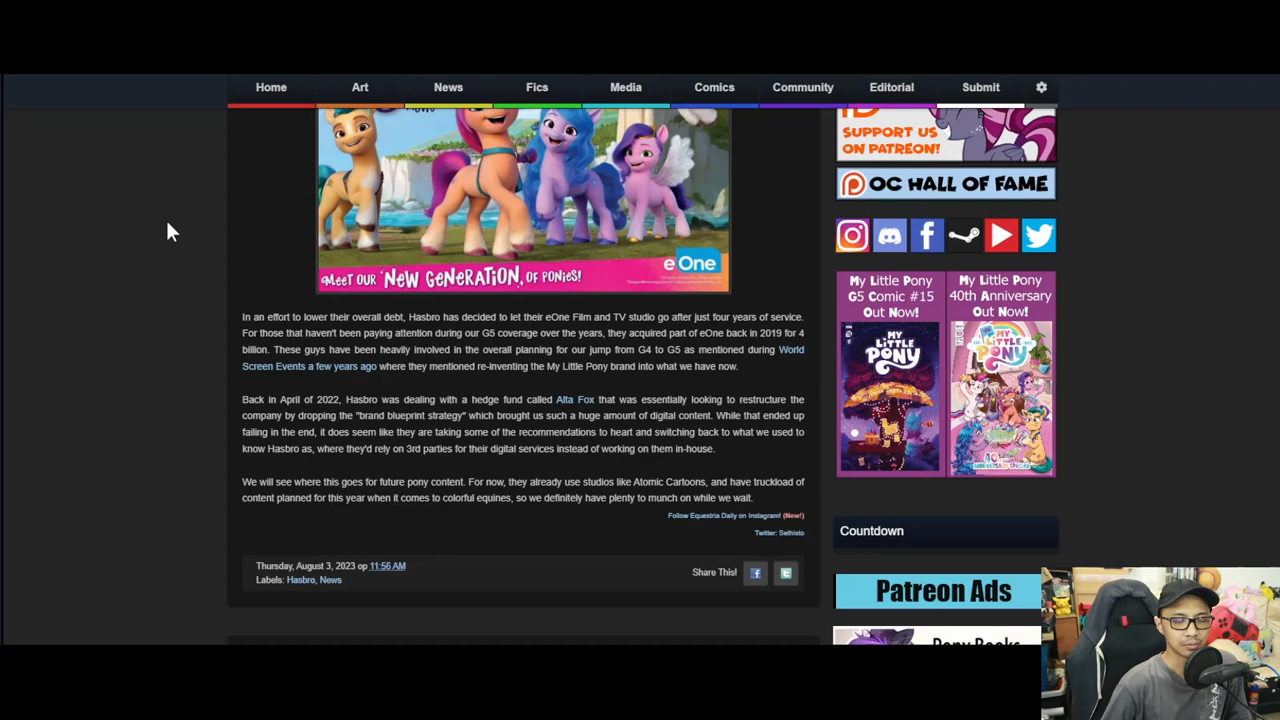 Home Art News Fics Media Comics Community Editorial Submit
MEET OUR "NEW GENERATION" OF PONIES!
eOne
In an effort to lower their overall debt, Hasbro has decided to let their eOne Film and TV studio go after just four years of service.
For those that haven't been paying attention during our G5 coverage over the years, they acquired part of eOne back in 2019 for 4
billion. These guys have been heavily involved in the overall planning for our jump from G4 to G5 as mentioned during World
Screen Events a few years ago where they mentioned re-inventing the My Little Pony brand into what we have now.
Back in April of 2022, Hasbro was dealing with a hedge fund called Alta Fox that was essentially looking to restructure the
company by dropping the "brand blueprint strategy" which brought us such a huge amount of digital content. While that ended up
failing in the end, it does seem like they are taking some of the recommendations to heart and switching back to what we used to
know Hasbro as, where they'd rely on 3rd parties for their digital services instead of working on them in-house.
We will see where this goes for future pony content. For now, they already use studios like Atomic Cartoons, and have truckload of
content planned for this year when it comes to colorful equines, so we definitely have plenty to munch on while we wait.
Follow Equestria Daily on Instagram! (New!)
Twitter: Sethisto
Thursday, August 3, 2023 op 11:56 AM
Labels: Hasbro, News
Share This!
SUPPORT US
ON PATREON!
OC HALL OF FAME
My Little Pony
G5 Comic #15
Out Now!
MY LITTLE PONY
My Little Pony
40th Anniversary
Out Now!
MY LITTLE PONY
40th
ANNIVERSARY SPECIAL
Countdown
Patreon Ads
Pony Books